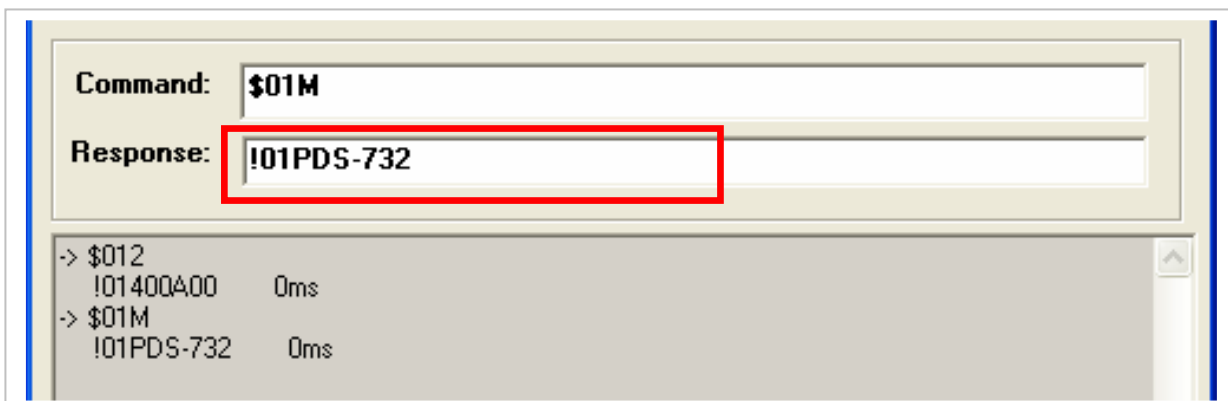 Command: $01M
Response: !01PDS-732
-> $012
!01400A00 0ms
-> $01M
!01PDS-732 0ms